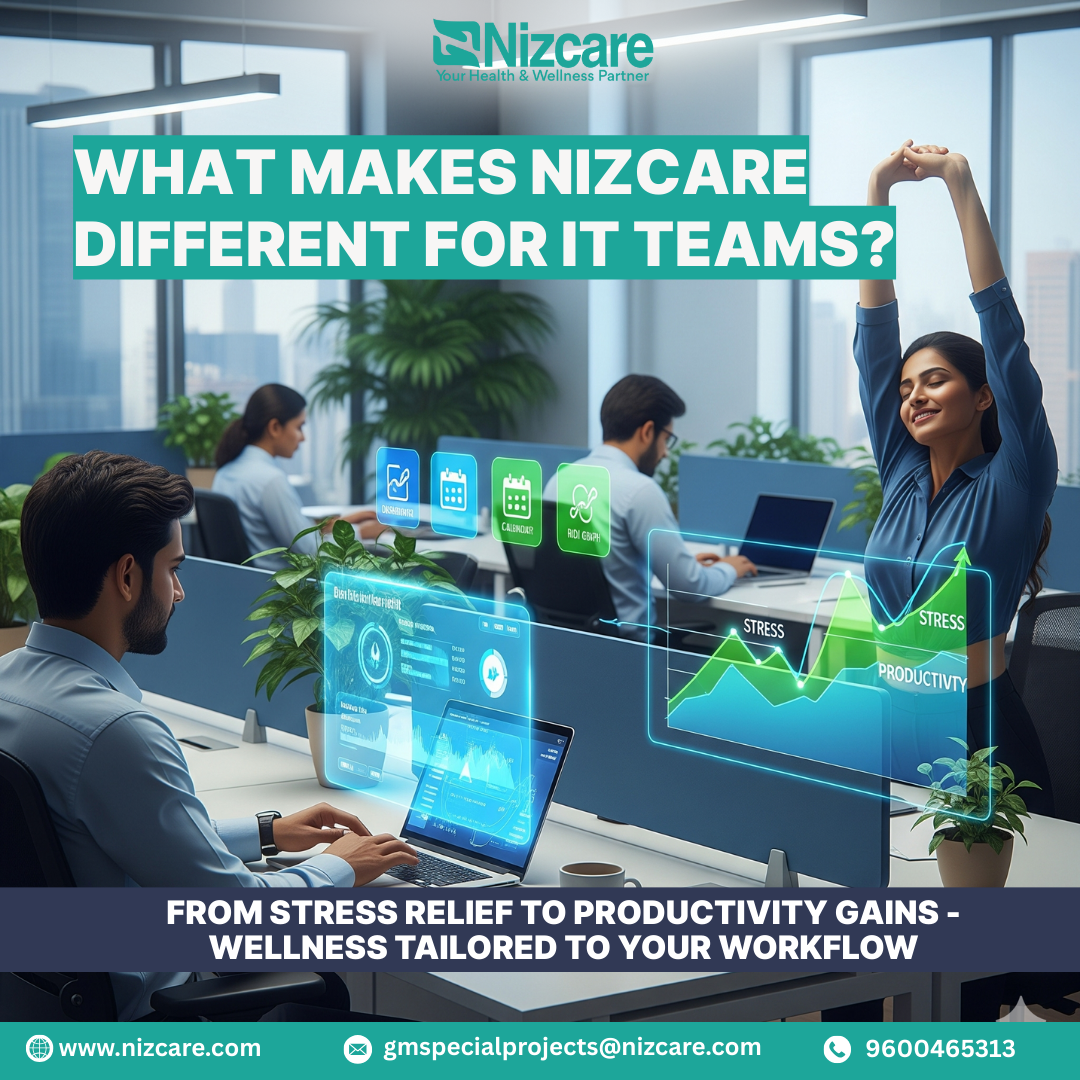 Nizcare
Your Health & Wellness Partner
WHAT MAKES NIZCARE
DIFFERENT FOR IT TEAMS?
CALENDAR
STRESS
STRESS
PRODUCTIVTY
FROM STRESS RELIEF TO PRODUCTIVITY GAINS -
WELLNESS TAILORED TO YOUR WORKFLOW
www.nizcare.com
gmspecialprojects@nizcare.com
9600465313